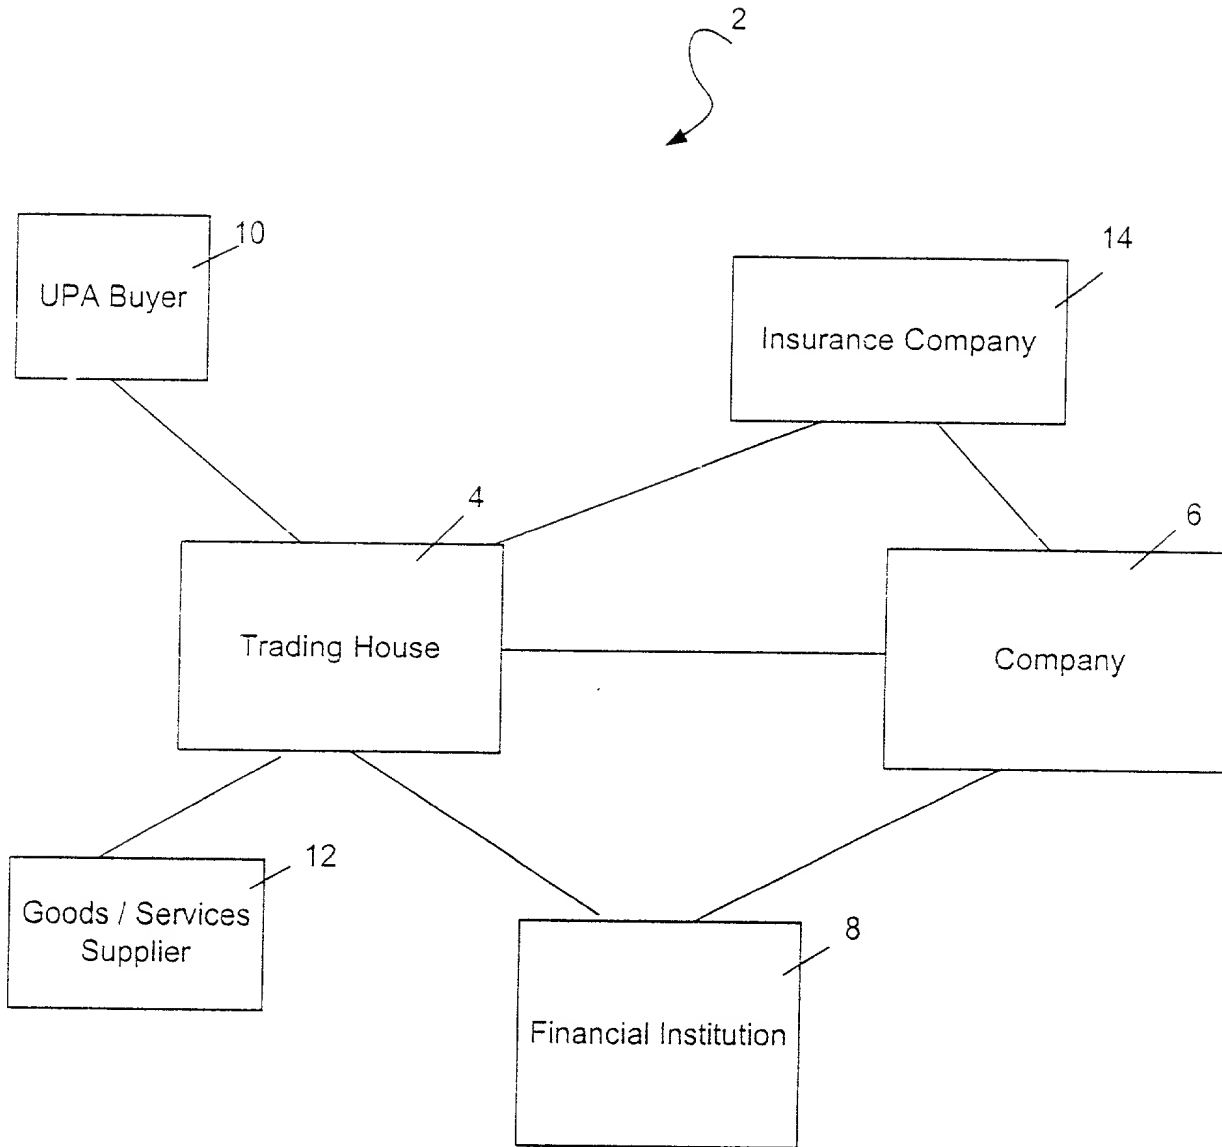 2
10
UPA Buyer
14
Insurance Company
4
Trading House
6
Company
12
Goods / Services
Supplier
8
Financial Institution